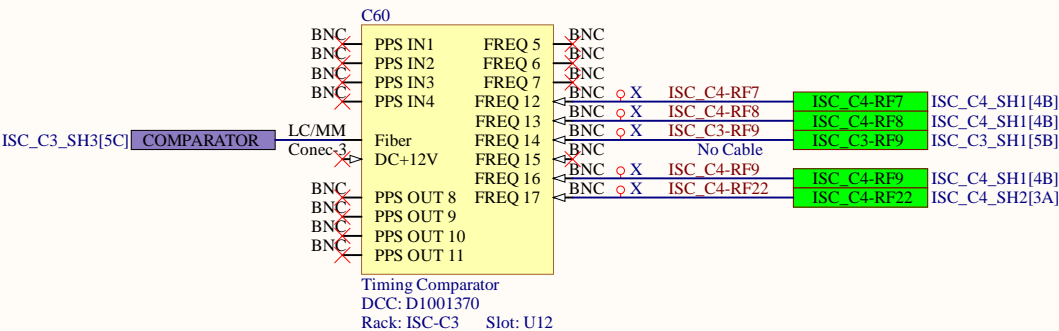 C60
BNC PPS IN1 FREQ 5 BNC
BNC PPS IN2 FREQ 6 BNC
BNC PPS IN3 FREQ 7 BNC
BNC PPS IN4 FREQ 12 BNC X ISC_C4-RF7 ISC_C4-RF7 ISC_C4_SH1[4B]
FREQ 13 BNC X ISC_C4-RF8 ISC_C4-RF8 ISC_C4_SH1[4B]
ISC_C3_SH3[5C] COMPARATOR LC/MM Fiber FREQ 14 BNC X ISC_C3-RF9 ISC_C3-RF9 ISC_C3_SH1[5B]
Conec-3 DC+12V FREQ 15 BNC No Cable
FREQ 16 BNC X ISC_C4-RF9 ISC_C4-RF9 ISC_C4_SH1[4B]
BNC PPS OUT 8 FREQ 17 BNC X ISC_C4-RF22 ISC_C4-RF22 ISC_C4_SH2[3A]
BNC PPS OUT 9
BNC PPS OUT 10
BNC PPS OUT 11
Timing Comparator
DCC: D1001370
Rack: ISC-C3 Slot: U12